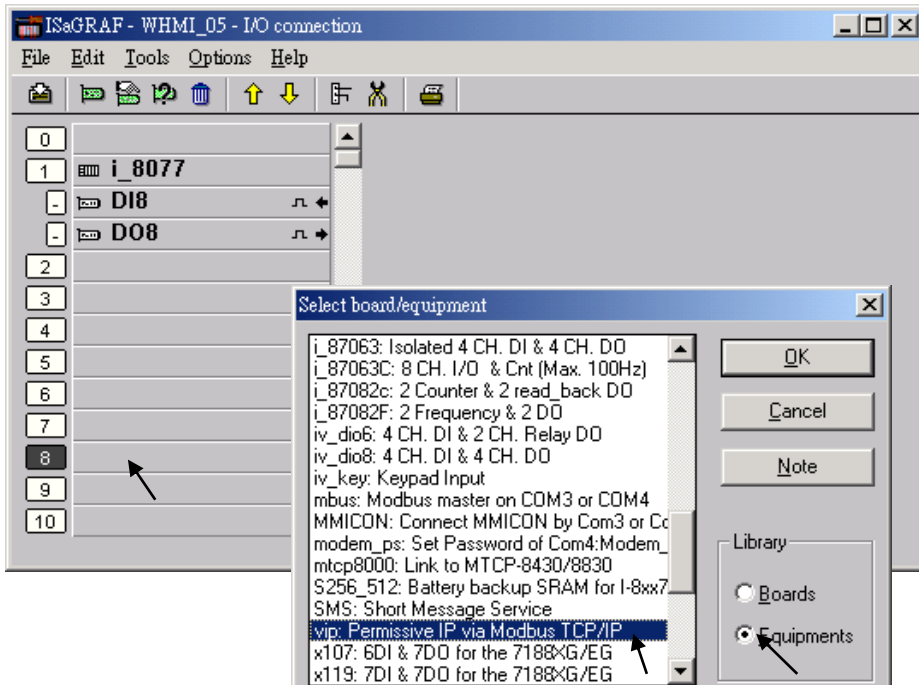 ISaGRAF - WHMI_05 - I/O connection
File Edit Tools Options Help
0
1 i_8077
- DI8
- DO8
2
3
4
5
6
7
8
9
10
Select board/equipment
i_87063: Isolated 4 CH. DI & 4 CH. DO
i_87063C: 8 CH. I/O & Cnt (Max. 100Hz)
i_87082c: 2 Counter & 2 read_back DO
i_87082F: 2 Frequency & 2 DO
iv_dio6: 4 CH. DI & 2 CH. Relay DO
iv_dio8: 4 CH. DI & 4 CH. DO
iv_key: Keypad Input
mbus: Modbus master on COM3 or COM4
MMICON: Connect MMICON by Com3 or Co
modem_ps: Set Password of Com4:Modem_
mtcp8000: Link to MTCP-8430/8830
S256_512: Battery backup SRAM for I-8xx7
SMS: Short Message Service
vip: Permissive IP via Modbus TCP/IP
x107: 6DI & 7DO for the 7188XG/EG
x119: 7DI & 7DO for the 7188XG/EG
OK
Cancel
Note
Library
Boards
Equipments